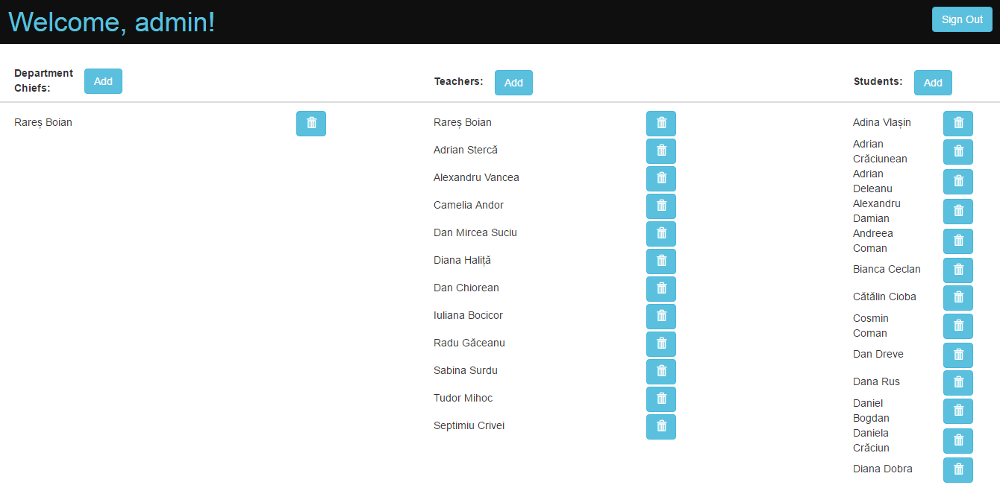 Welcome, admin!
Sign Out
Department
Chiefs:
Add
Rareș Boian
Teachers:
Add
Rareș Boian
Adrian Stercă
Alexandru Vancea
Camelia Andor
Dan Mircea Suciu
Diana Haliță
Dan Chiorean
Iuliana Bocicor
Radu Găceanu
Sabina Surdu
Tudor Mihoc
Septimiu Crivei
Students:
Add
Adina Vlașin
Adrian
Crăciunean
Adrian
Deleanu
Alexandru
Damian
Andreea
Coman
Bianca Ceclan
Cătălin Cioba
Cosmin
Coman
Dan Dreve
Dana Rus
Daniel
Bogdan
Daniela
Crăciun
Diana Dobra